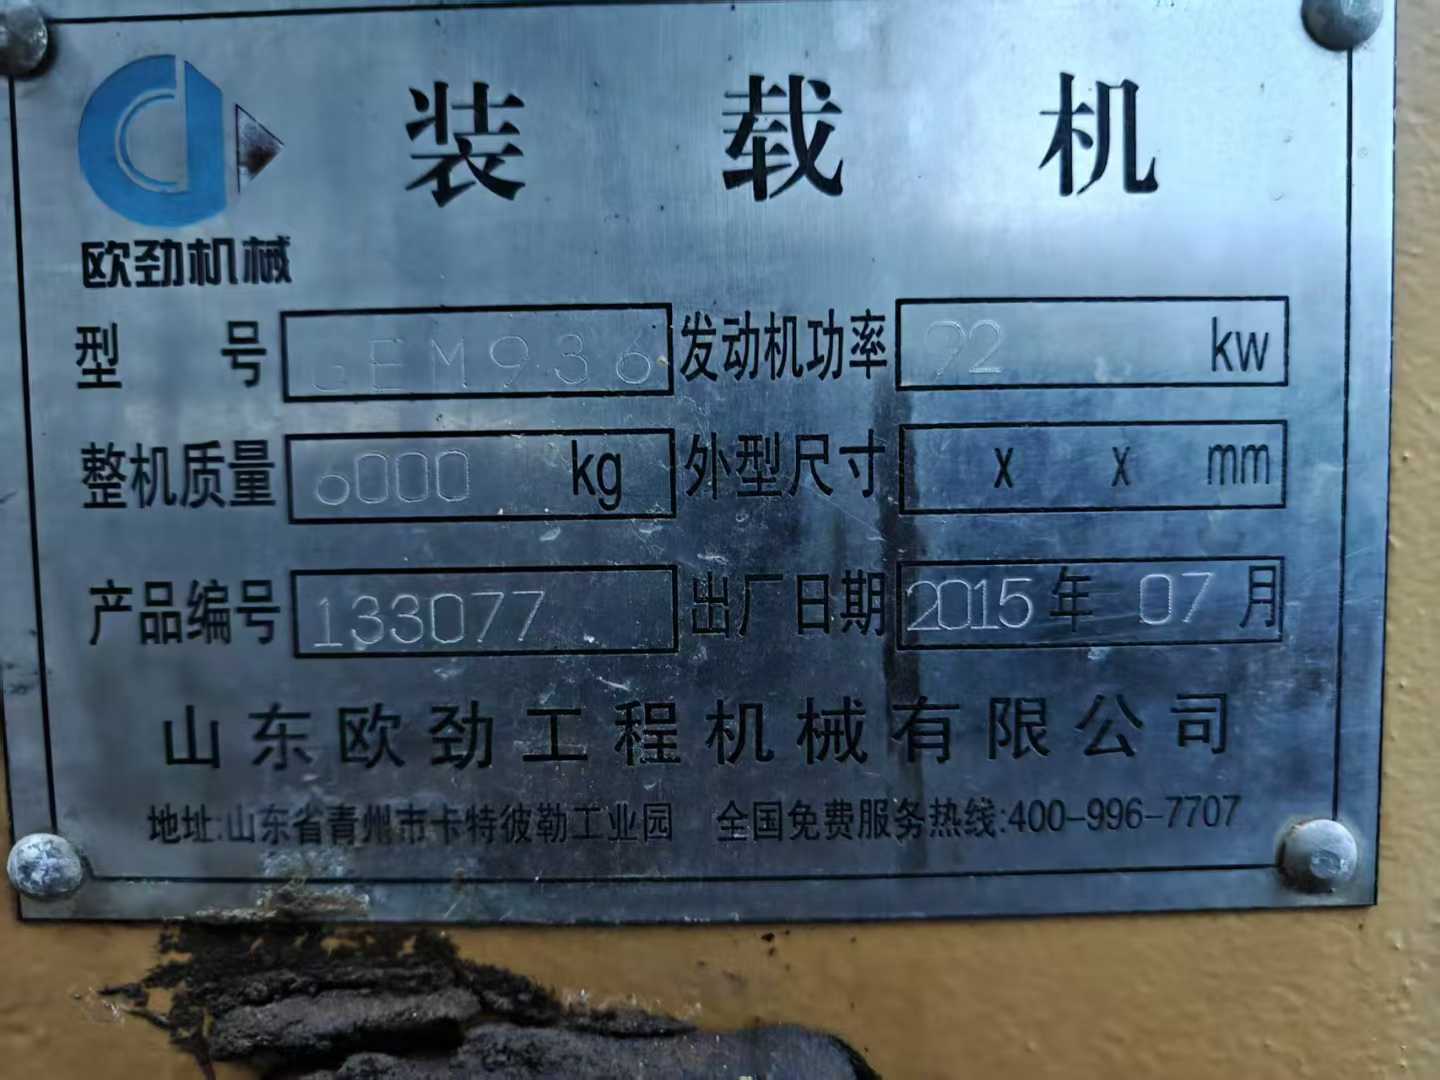 装载机
欧劲机械
型号 GEM936 发动机功率 92 kw
整机质量 6000 kg 外型尺寸 x x mm
产品编号 133077 出厂日期 2015年07月
山东欧劲工程机械有限公司
地址:山东省青州市卡特彼勒工业园 全国免费服务热线:400-996-7707